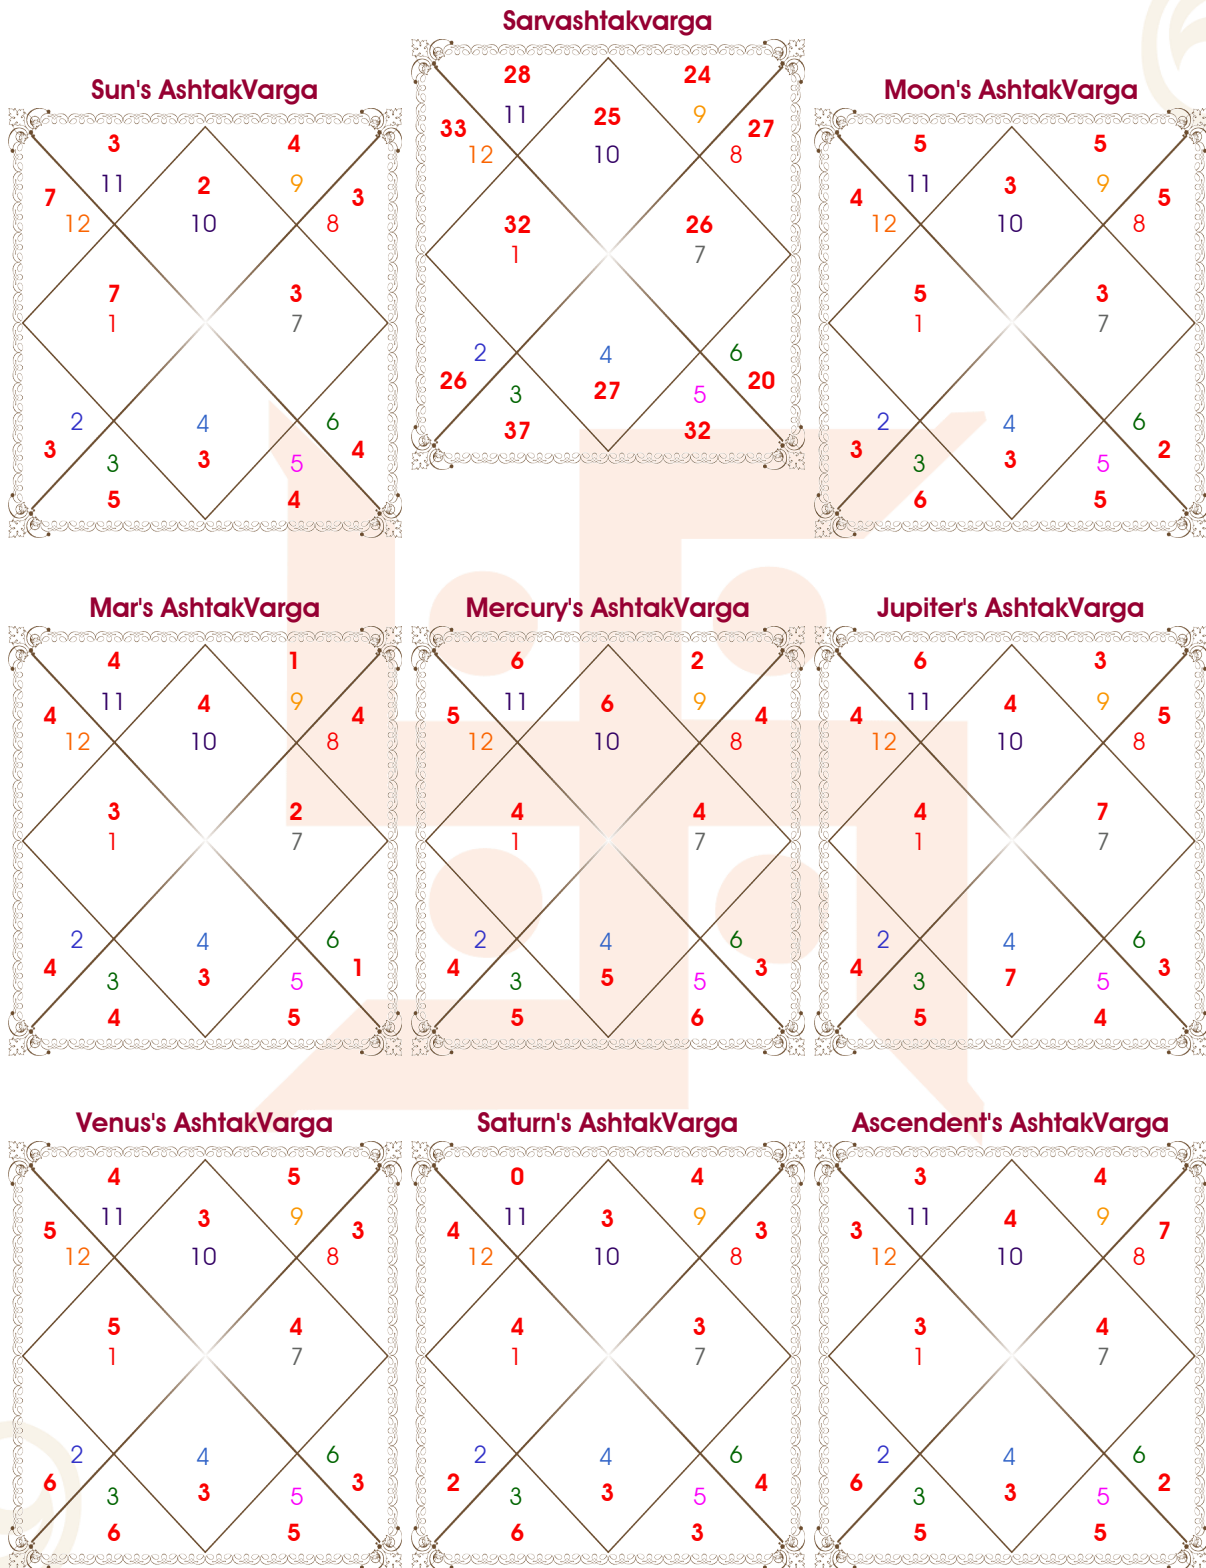 Sarvashtakvarga
28 24
11 25 9
33 27
12 10 8
32 26
1 7
2 4 6
26 27 20
3 5
37 32
Sun's AshtakVarga
3 4
11 2 9
7 3
12 10 8
7 3
1 7
2 4 6
3 3 4
3 5
5 4
Moon's AshtakVarga
5 5
11 3 9
4 5
12 10 8
5 3
1 7
2 4 6
3 3 2
3 5
6 5
Mar's AshtakVarga
4 1
11 4 9
4 4
12 10 8
3 2
1 7
2 4 6
4 3 1
3 5
4 5
Mercury's AshtakVarga
6 2
11 6 9
5 4
12 10 8
4 4
1 7
2 4 6
4 5 3
3 5
5 6
Jupiter's AshtakVarga
6 3
11 4 9
4 5
12 10 8
4 7
1 7
2 4 6
4 7 3
3 5
5 4
Venus's AshtakVarga
4 5
11 3 9
5 3
12 10 8
5 4
1 7
2 4 6
6 3 3
3 5
6 5
Saturn's AshtakVarga
0 4
11 3 9
4 3
12 10 8
4 3
1 7
2 4 6
2 3 4
3 5
6 3
Ascendent's AshtakVarga
3 4
11 4 9
3 7
12 10 8
3 4
1 7
2 4 6
6 3 2
3 5
5 5